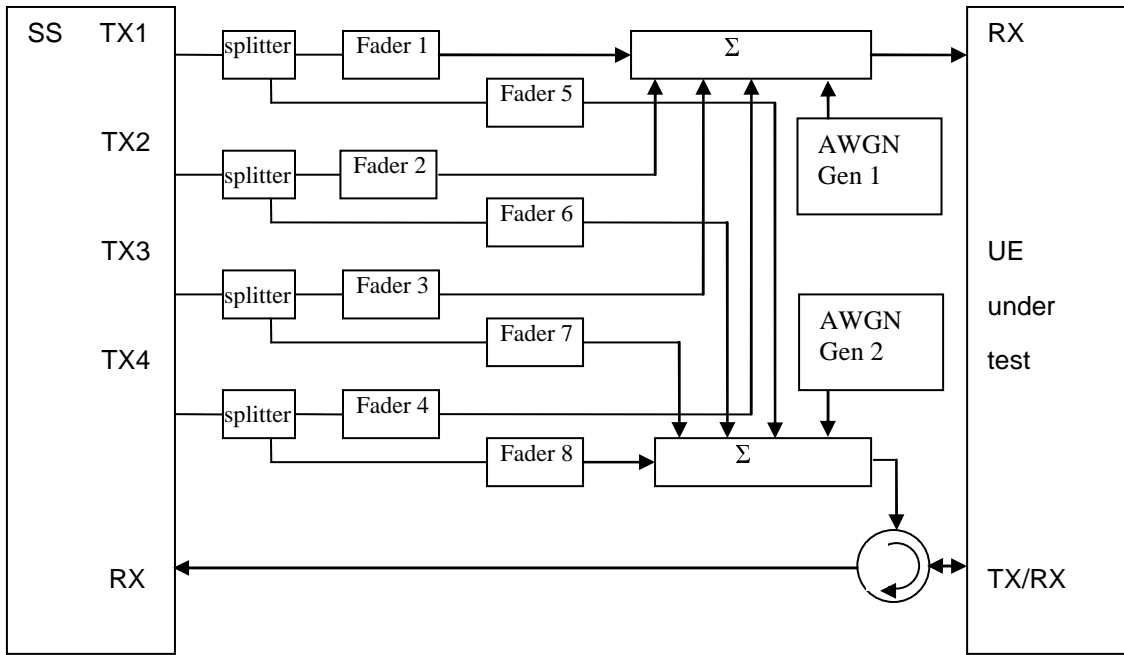 SS TX1
splitter
Fader 1
Σ
RX
Fader 5
TX2
AWGN
Gen 1
splitter
Fader 2
Fader 6
TX3
UE
splitter
Fader 3
under
AWGN
Gen 2
Fader 7
TX4
test
splitter
Fader 4
Fader 8
Σ
RX
TX/RX